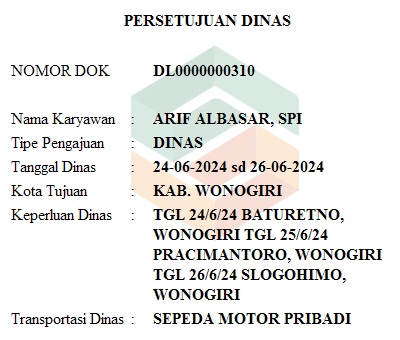 PERSETUJUAN DINAS
NOMOR DOK DL0000000310
Nama Karyawan : ARIF ALBASAR, SPI
Tipe Pengajuan : DINAS
Tanggal Dinas : 24-06-2024 sd 26-06-2024
Kota Tujuan : KAB. WONOGIRI
Keperluan Dinas : TGL 24/6/24 BATURETNO,
WONOGIRI TGL 25/6/24
PRACIMANTORO, WONOGIRI
TGL 26/6/24 SLOGOHIMO,
WONOGIRI
Transportasi Dinas : SEPEDA MOTOR PRIBADI